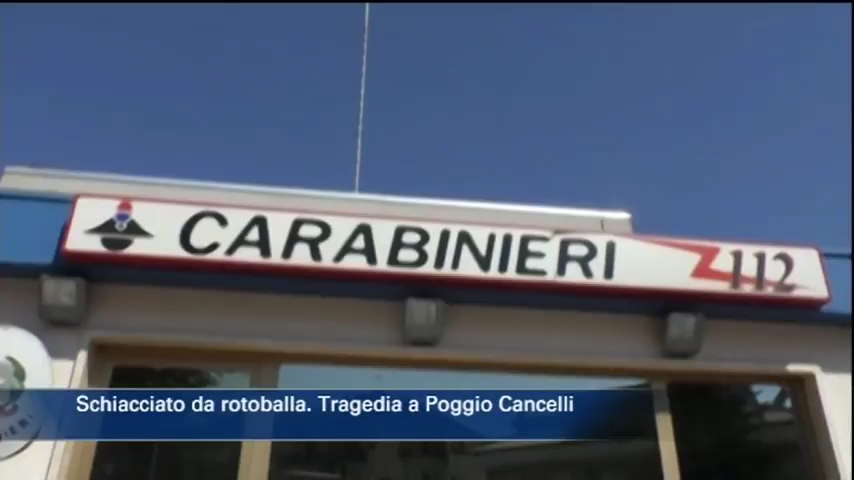 CARABINIERI 112
Schiacciato da rotoballa. Tragedia a Poggio Cancelli